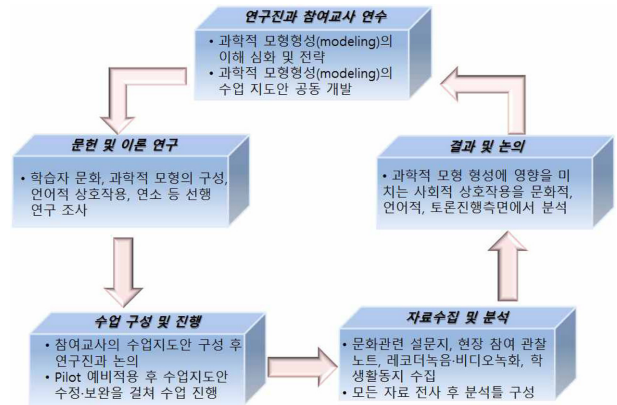 연구진과 참여교사 연수
• 과학적 모형형성(modeling)의
이해 심화 및 전략
• 과학적 모형형성(modeling)의
수업 지도안 공동 개발
문헌 및 이론 연구
• 학습자 문화, 과학적 모형의 구성,
언어적 상호작용, 연소 등 선행
연구 조사
결과 및 논의
• 과학적 모형 형성에 영향을 미
치는 사회적 상호작용을 문화적,
언어적, 토론진행측면에서 분석
수업 구성 및 진행
• 참여교사의 수업지도안 구성 후
연구진과 논의
• Pilot 예비적용 후 수업지도안
수정·보완을 걸쳐 수업 진행
자료수집 및 분석
• 문화관련 설문지, 현장 참여 관찰
노트, 레코더녹음·비디오녹화, 학
생활동지 수집
• 모든 자료 전사 후 분석틀 구성